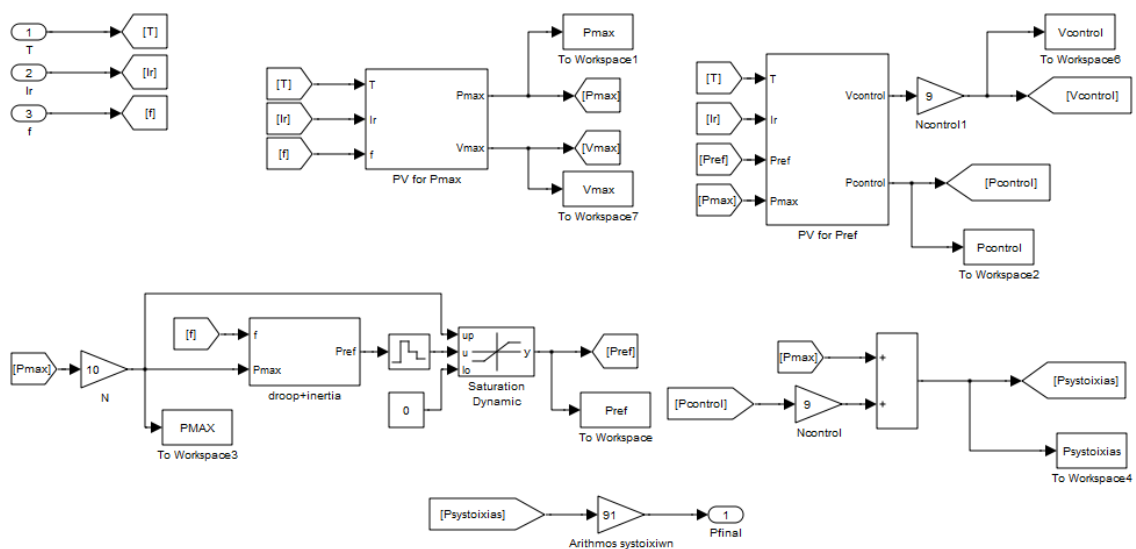 1
T
[T]
2
Ir
[Ir]
3
f
[f]
[T]
[Ir]
[f]
T
Ir
f
Pmax
Vmax
PV for Pmax
Pmax
To Workspace1
[Pmax]
[Vmax]
Vmax
To Workspace7
[T]
[Ir]
[Pref]
[Pmax]
T
Ir
Pref
Pmax
Vcontrol
Pcontrol
PV for Pref
9
Ncontrol1
Vcontrol
To Workspace6
[Vcontrol]
[Pcontrol]
Pcontrol
To Workspace2
[Pmax]
10
N
PMAX
To Workspace3
[f]
f
Pmax
Pref
droop+inertia
0
up
u
lo
y
Saturation
Dynamic
[Pref]
Pref
To Workspace
[Pmax]
[Pcontrol]
9
Ncontrol
+
+
[Psystoixias]
Psystoixias
To Workspace4
[Psystoixias]
91
Arithmos systoixiwn
1
Pfinal